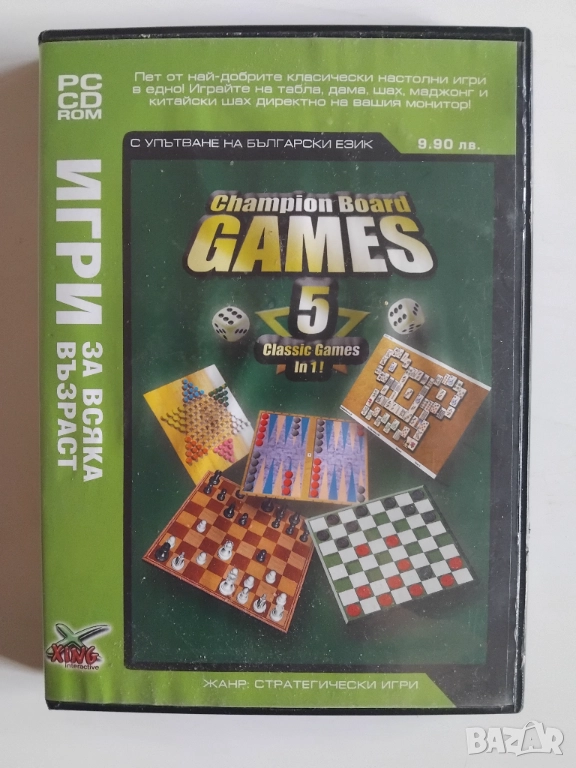 PC
CD
ROM
Пет от най-добрите класически настолни игри
в едно! Играйте на табла, дама, шах, маджонг и
китайски шах директно на вашия монитор!
С УПЪТВАНЕ НА БЪЛГАРСКИ ЕЗИК
9.90 лв.
ИГРИ
ЗА ВСЯКА
ВЪЗРАСТ
Champion Board
GAMES
5
Classic Games
In 1!
XING
interactive
ЖАНР: СТРАТЕГИЧЕСКИ ИГРИ
BAZAR